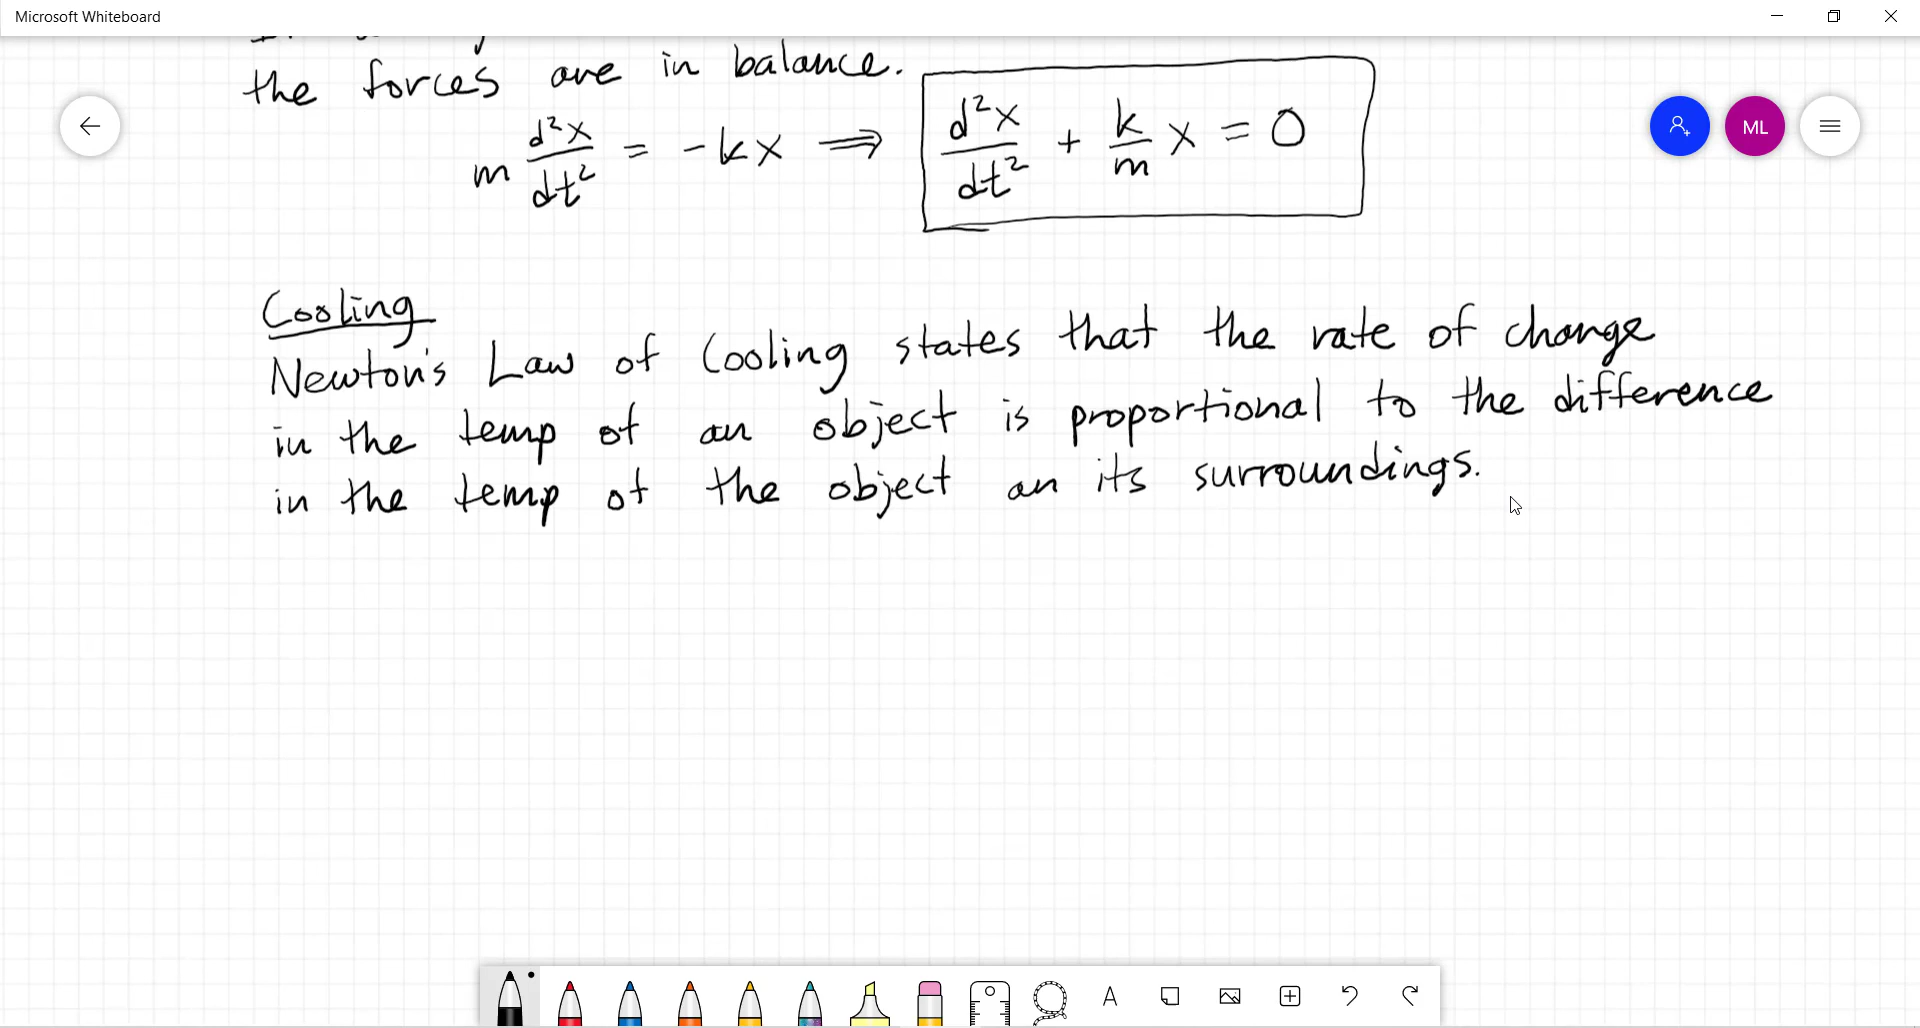 Microsoft Whiteboard
the forces are in balance.
m d²x/dt² = -kx ⟹ d²x/dt² + k/m x = 0
ML
Cooling
Newton's Law of Cooling states that the rate of change
in the temp of an object is proportional to the difference
in the temp of the object an its surroundings.
A